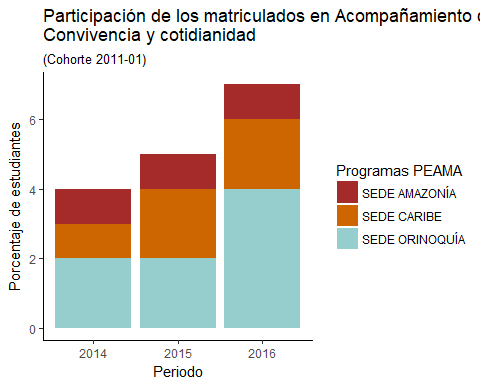 Participación de los matriculados en Acompañamiento
Convivencia y cotidianidad
(Cohorte 2011-01)
Porcentaje de estudiantes
6
4
2
0
2014
2015
2016
Periodo
Programas PEAMA
SEDE AMAZONÍA
SEDE CARIBE
SEDE ORINOQUÍA